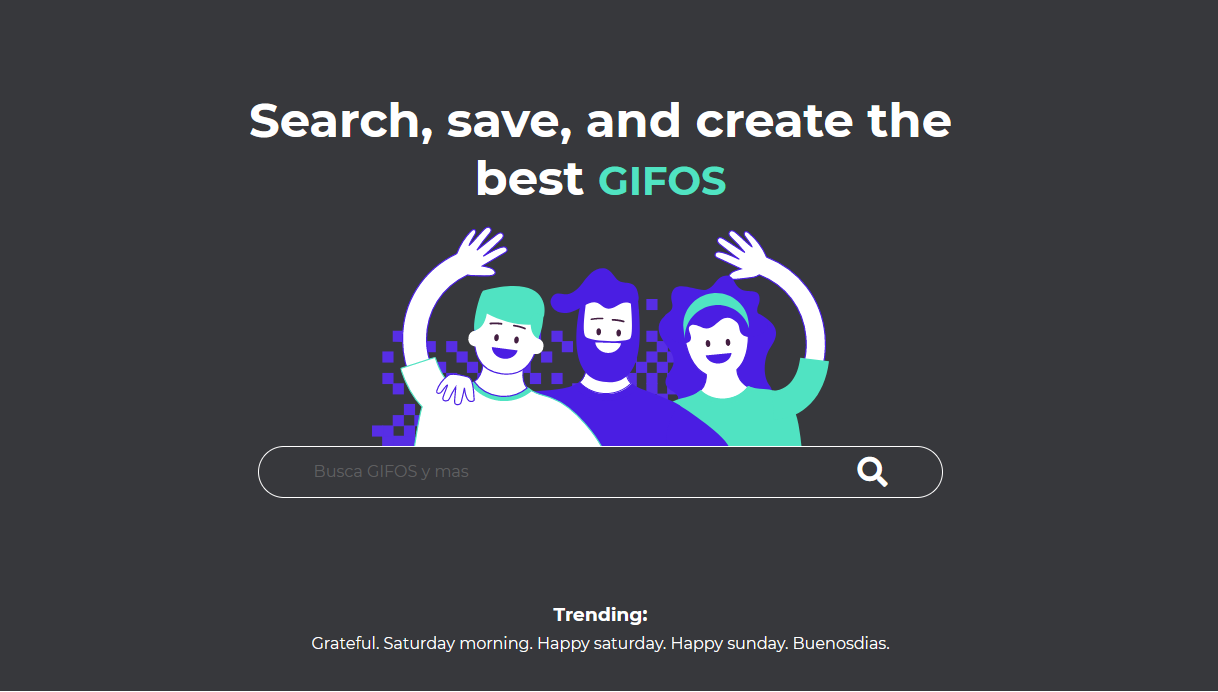 Search, save, and create the
best GIFOS
Busca GIFOS y mas
Trending:
Grateful. Saturday morning. Happy saturday. Happy sunday. Buenosdias.